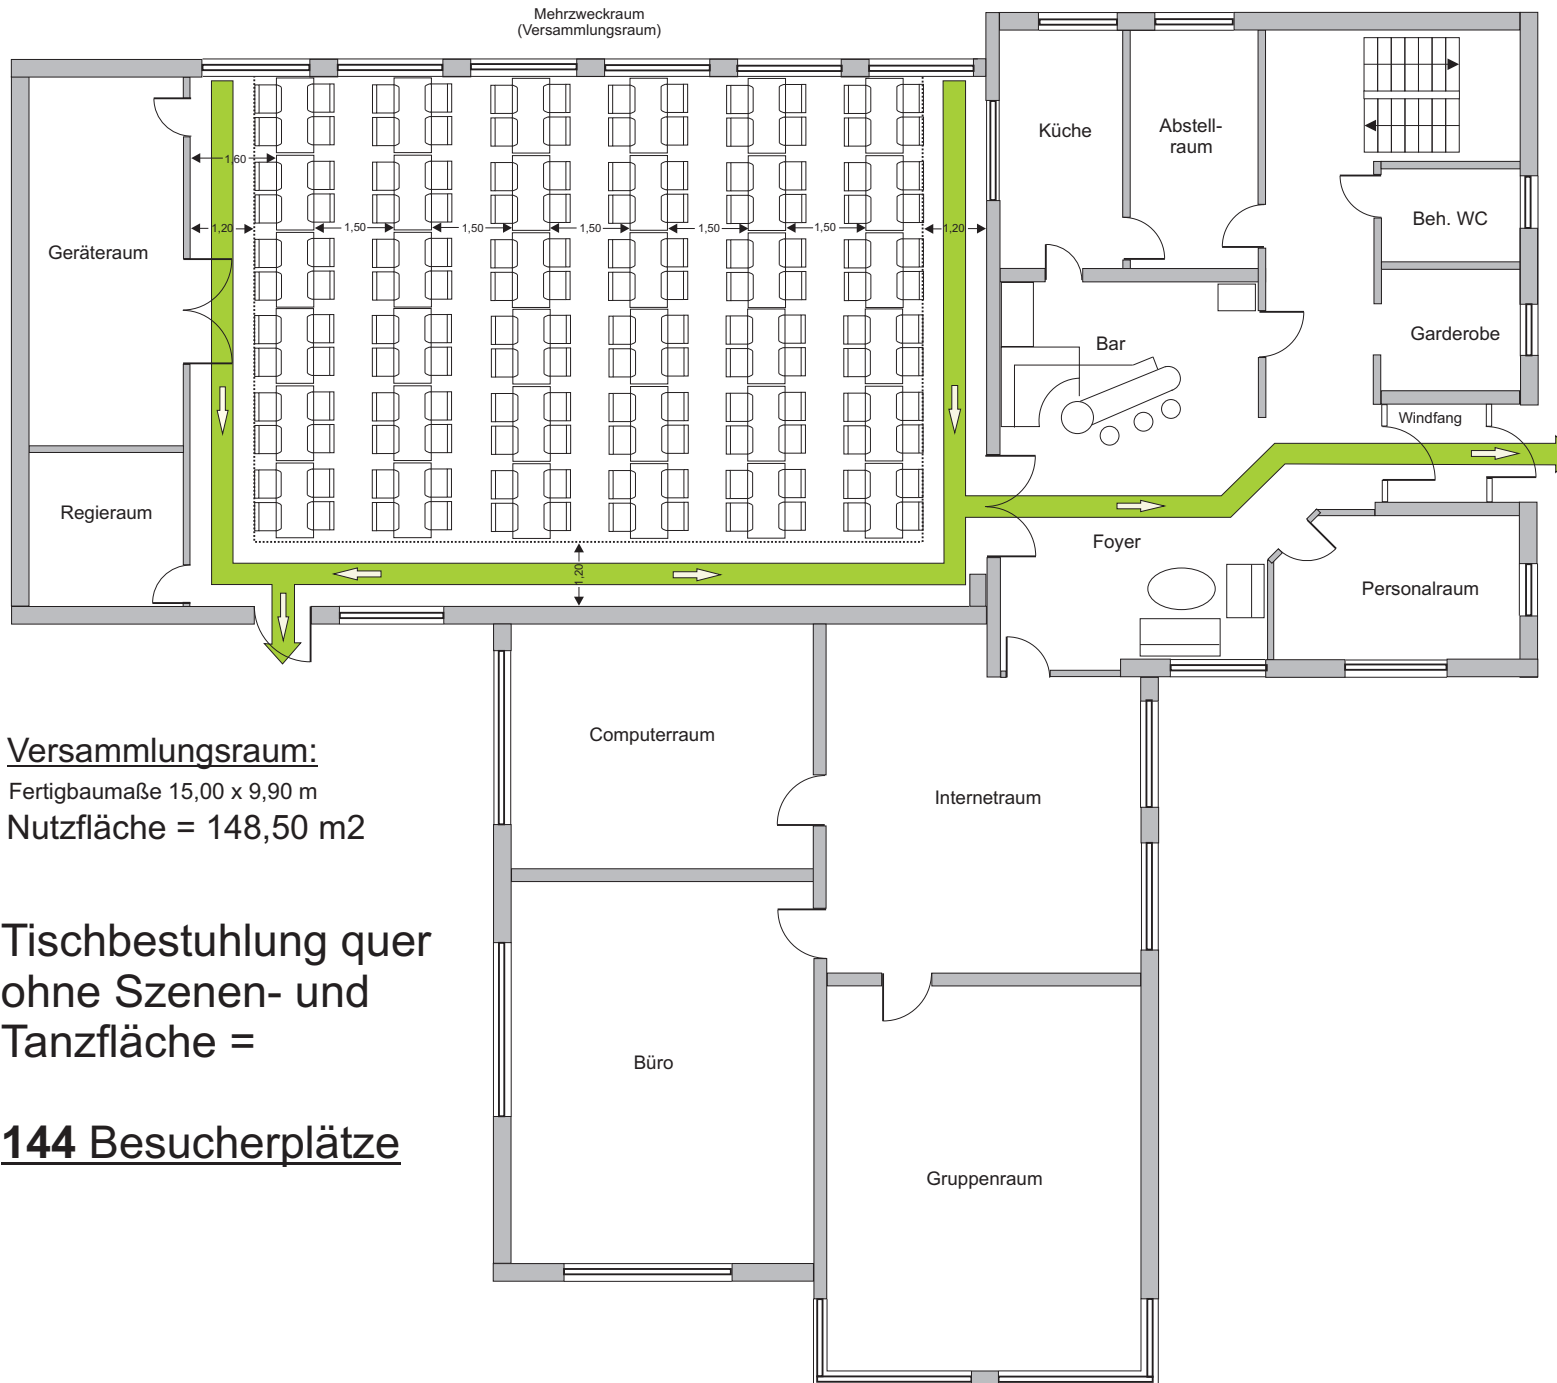 Mehrzweckraum
(Versammlungsraum)
Küche
Abstell-
raum
1,60
Beh. WC
1,20
1,50
1,50
1,50
1,50
1,50
1,20
Geräteraum
Garderobe
Bar
Windfang
Regieraum
Foyer
1,20
Personalraum
Computerraum
Versammlungsraum:
Fertigbaumaße 15,00 x 9,90 m
Nutzfläche = 148,50 m2
Internetraum
Tischbestuhlung quer
ohne Szenen- und
Tanzfläche =
Büro
144 Besucherplätze
Gruppenraum